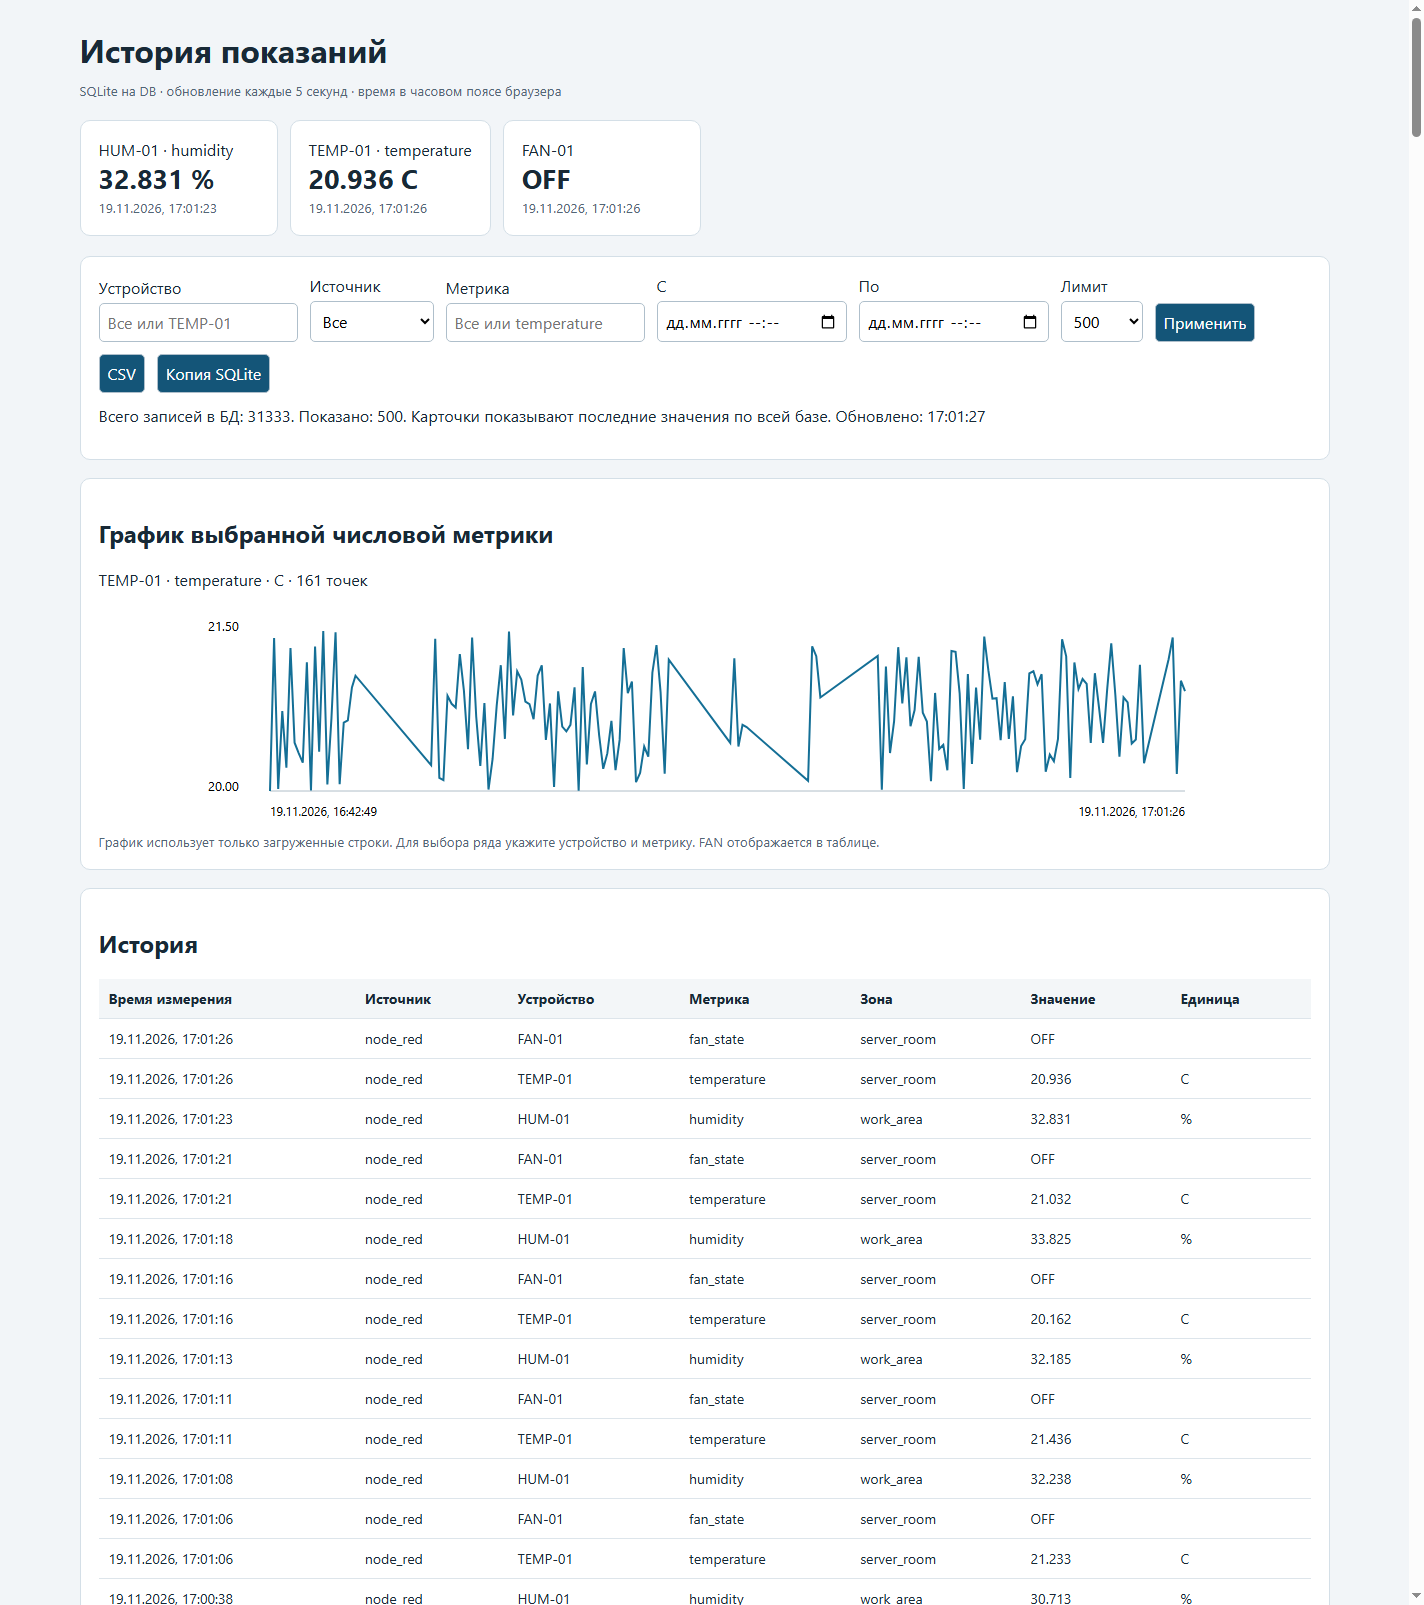 История показаний
SQLite на DB · обновление каждые 5 секунд · время в часовом поясе браузера
HUM-01 · humidity
32.831 %
19.11.2026, 17:01:23
TEMP-01 · temperature
20.936 C
19.11.2026, 17:01:26
FAN-01
OFF
19.11.2026, 17:01:26
Устройство Источник Метрика С По Лимит
Все или TEMP-01 Все Все или temperature дд.мм.гггг --:-- дд.мм.гггг --:-- 500 Применить
CSV Копия SQLite
Всего записей в БД: 31333. Показано: 500. Карточки показывают последние значения по всей базе. Обновлено: 17:01:27
График выбранной числовой метрики
TEMP-01 · temperature · C · 161 точек
21.50
20.00
19.11.2026, 16:42:49 19.11.2026, 17:01:26
График использует только загруженные строки. Для выбора ряда укажите устройство и метрику. FAN отображается в таблице.
История
Время измерения Источник Устройство Метрика Зона Значение Единица
19.11.2026, 17:01:26 node_red FAN-01 fan_state server_room OFF
19.11.2026, 17:01:26 node_red TEMP-01 temperature server_room 20.936 C
19.11.2026, 17:01:23 node_red HUM-01 humidity work_area 32.831 %
19.11.2026, 17:01:21 node_red FAN-01 fan_state server_room OFF
19.11.2026, 17:01:21 node_red TEMP-01 temperature server_room 21.032 C
19.11.2026, 17:01:18 node_red HUM-01 humidity work_area 33.825 %
19.11.2026, 17:01:16 node_red FAN-01 fan_state server_room OFF
19.11.2026, 17:01:16 node_red TEMP-01 temperature server_room 20.162 C
19.11.2026, 17:01:13 node_red HUM-01 humidity work_area 32.185 %
19.11.2026, 17:01:11 node_red FAN-01 fan_state server_room OFF
19.11.2026, 17:01:11 node_red TEMP-01 temperature server_room 21.436 C
19.11.2026, 17:01:08 node_red HUM-01 humidity work_area 32.238 %
19.11.2026, 17:01:06 node_red FAN-01 fan_state server_room OFF
19.11.2026, 17:01:06 node_red TEMP-01 temperature server_room 21.233 C
19.11.2026, 17:00:38 node_red HUM-01 humidity work_area 30.713 %